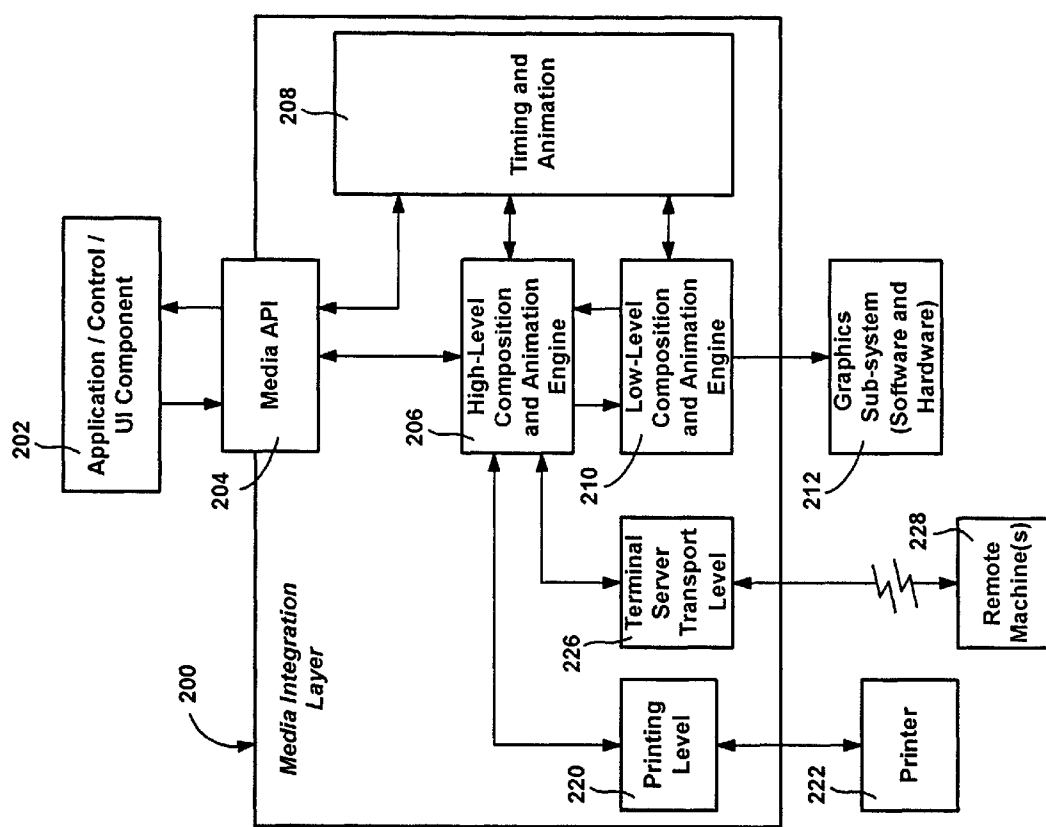 202
Application / Control /
UI Component
200
Media Integration
Layer
204
Media API
208
Timing and
Animation
206
High-Level
Composition
and Animation
Engine
220
Printing
Level
226
Terminal
Server
Transport
Level
210
Low-Level
Composition
and Animation
Engine
222
Printer
228
Remote
Machine(s)
212
Graphics
Sub-system
(Software and
Hardware)